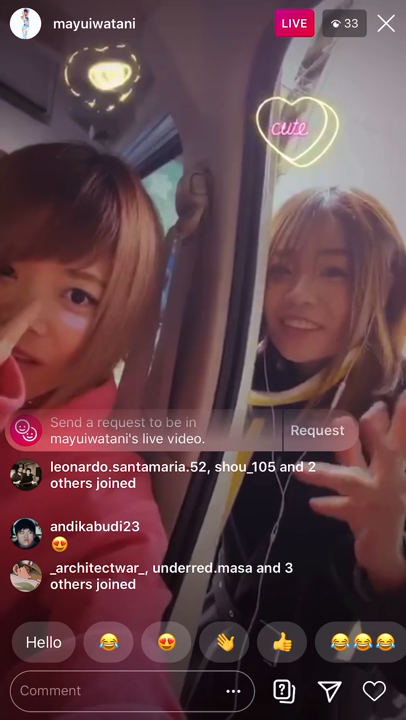 mayuiwatani
LIVE
33
cute
Send a request to be in
mayuiwatani's live video.
Request
leonardo.santamaria.52, shou_105 and 2
others joined
andikabudi23
😍
_architectwar_, underred.masa and 3
others joined
Hello 😂 😍 👋 👍 😂😂😂
Comment